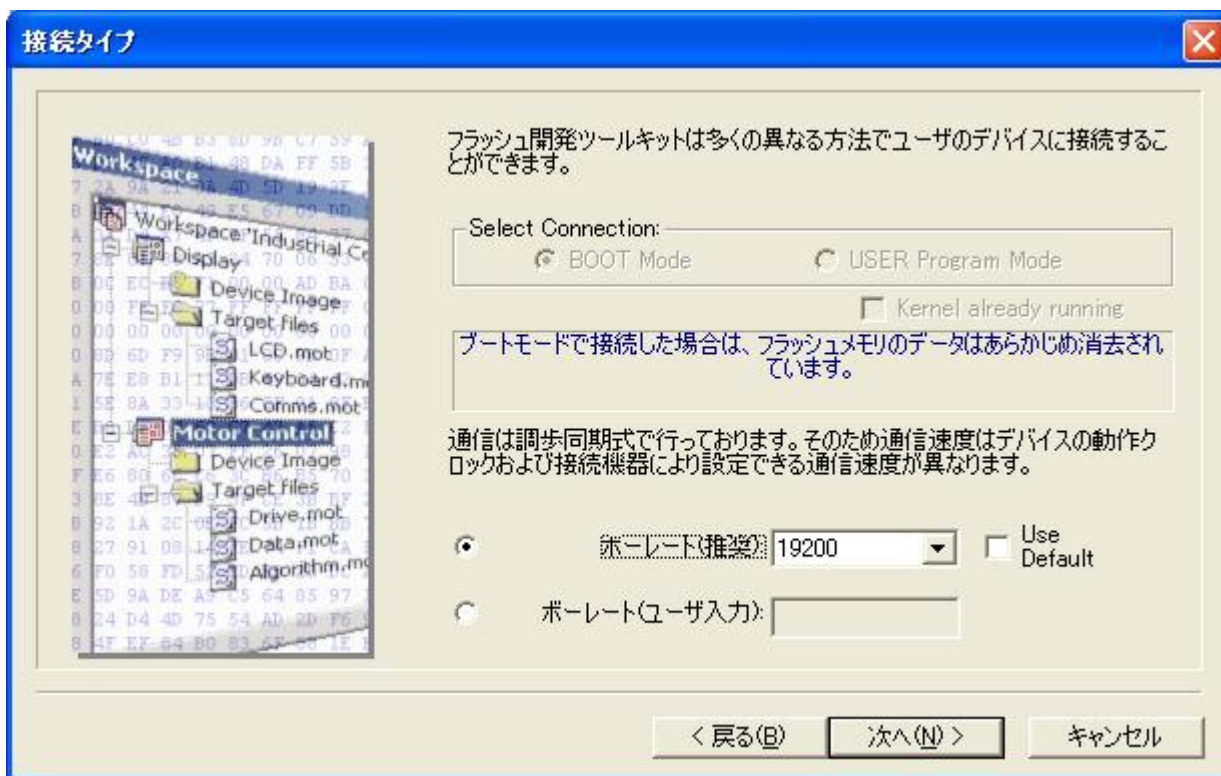 接続タイプ
フラッシュ開発ツールキットは多くの異なる方法でユーザのデバイスに接続するこ
とができます。
Select Connection:
BOOT Mode
USER Program Mode
Kernel already running
ブートモードで接続した場合は、フラッシュメモリのデータはあらかじめ消去され
ています。
通信は調歩同期式で行っております。そのため通信速度はデバイスの動作ク
ロックおよび接続機器により設定できる通信速度が異なります。
ボーレート(推奨):
19200
Use
Default
ボーレート(ユーザ入力):
< 戻る(B)
次へ(N) >
キャンセル
Workspace
Workspace 'Industrial
Display
Device Image
Target files
LCD.mot
Keyboard.m
Comms.mot
Motor Control
Device Image
Target files
Drive.mot
Data.mot
Algorithm.mo